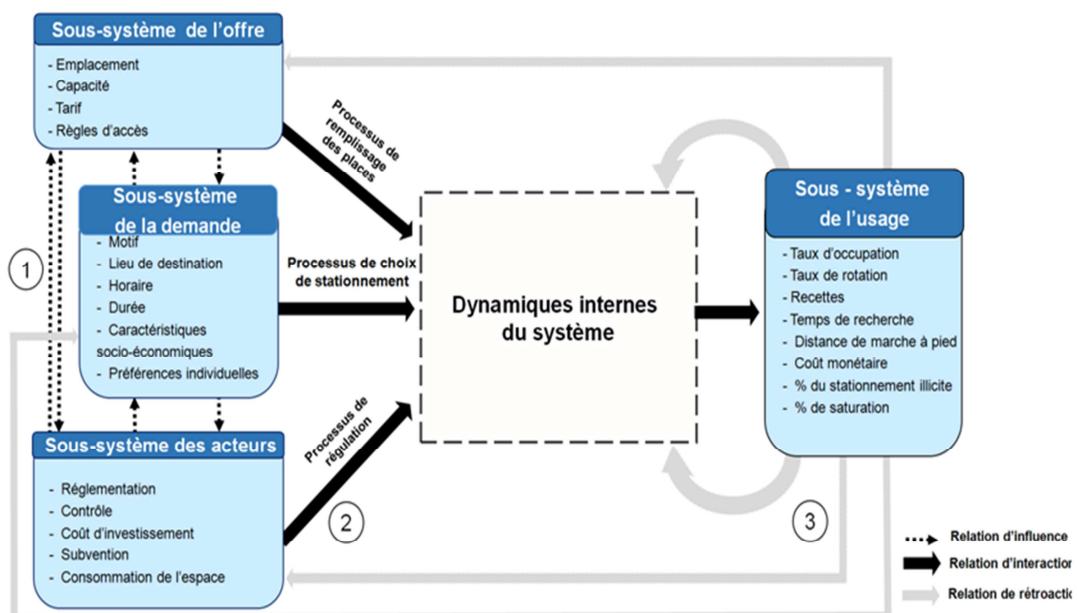 Sous-système de l'offre
- Emplacement
- Capacité
- Tarif
- Règles d'accès
Processus de
remplissage
des places
Sous-système
de la demande
- Motif
- Lieu de destination
- Horaire
- Durée
- Caractéristiques
socio-économiques
- Préférences individuelles
1
Processus de choix
de stationnement
Dynamiques internes
du système
Sous - système
de l'usage
- Taux d'occupation
- Taux de rotation
- Recettes
- Temps de recherche
- Distance de marche à pied
- Coût monétaire
- % du stationnement illicite
- % de saturation
Sous-système des acteurs
- Réglementation
- Contrôle
- Coût d'investissement
- Subvention
- Consommation de l'espace
Processus de
régulation
2
3
Relation d'influence
Relation d'interaction
Relation de rétroactio